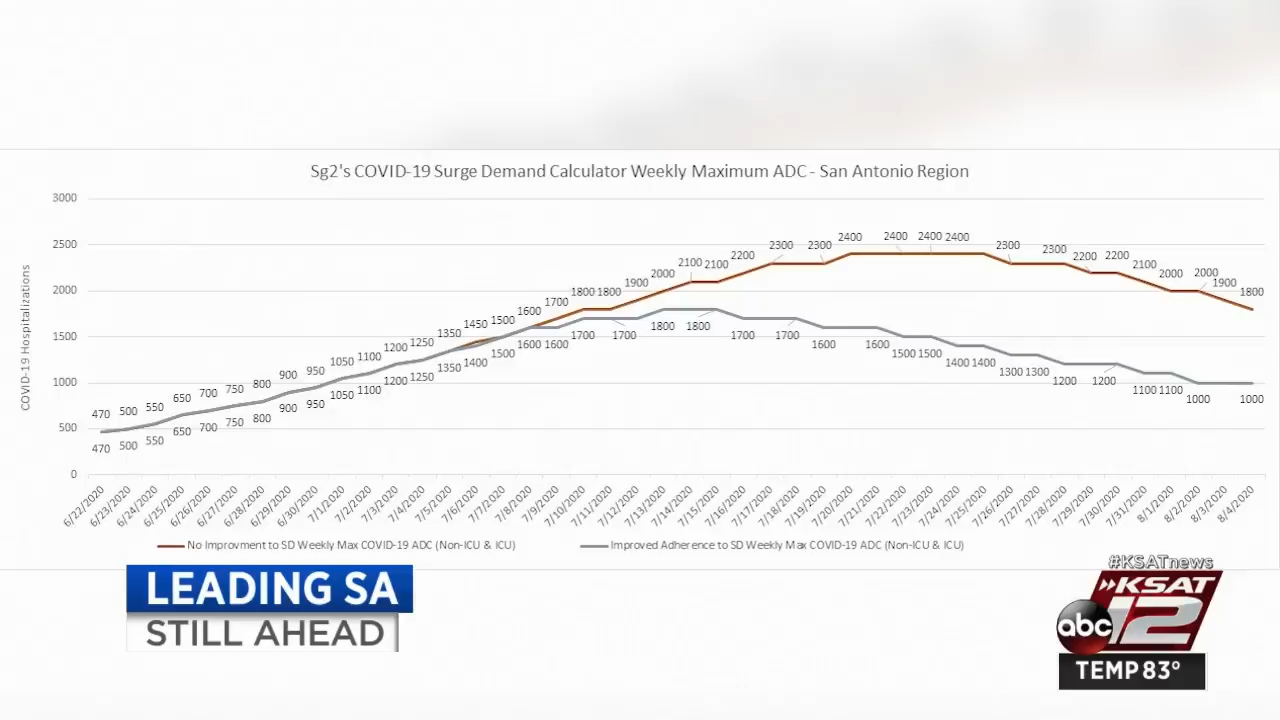 Sg2's COVID-19 Surge Demand Calculator Weekly Maximum ADC - San Antonio Region
COVID-19 Hospitalizations
3000
2500
2000
1500
1000
500
0
470 500 550 650 700 750 800 900 950 1050 1100 1200 1250 1350 1450 1500 1600 1700 1800 1800 1900 2000 2100 2100 2200 2300 2300 2400 2400 2400 2400 2300 2300 2200 2200 2100 2000 2000 1900 1800
470 500 550 650 700 750 800 900 950 1050 1100 1200 1250 1350 1400 1500 1600 1600 1700 1700 1800 1800 1700 1700 1600 1600 1500 1500 1400 1400 1300 1300 1200 1200 1100 1100 1000 1000
6/22/2020 6/23/2020 6/24/2020 6/25/2020 6/26/2020 6/27/2020 6/28/2020 6/29/2020 6/30/2020 7/1/2020 7/2/2020 7/3/2020 7/4/2020 7/5/2020 7/6/2020 7/7/2020 7/8/2020 7/9/2020 7/10/2020 7/11/2020 7/12/2020 7/13/2020 7/14/2020 7/15/2020 7/16/2020 7/17/2020 7/18/2020 7/19/2020 7/20/2020 7/21/2020 7/22/2020 7/23/2020 7/24/2020 7/25/2020 7/26/2020 7/27/2020 7/28/2020 7/29/2020 7/30/2020 7/31/2020 8/1/2020 8/2/2020 8/3/2020 8/4/2020
No Improvment to SD Weekly Max COVID-19 ADC (Non-ICU & ICU) Improved Adherence to SD Weekly Max COVID-19 ADC (Non-ICU & ICU)
LEADING SA
STILL AHEAD
#KSATnews
KSAT
abc 12
TEMP 83°